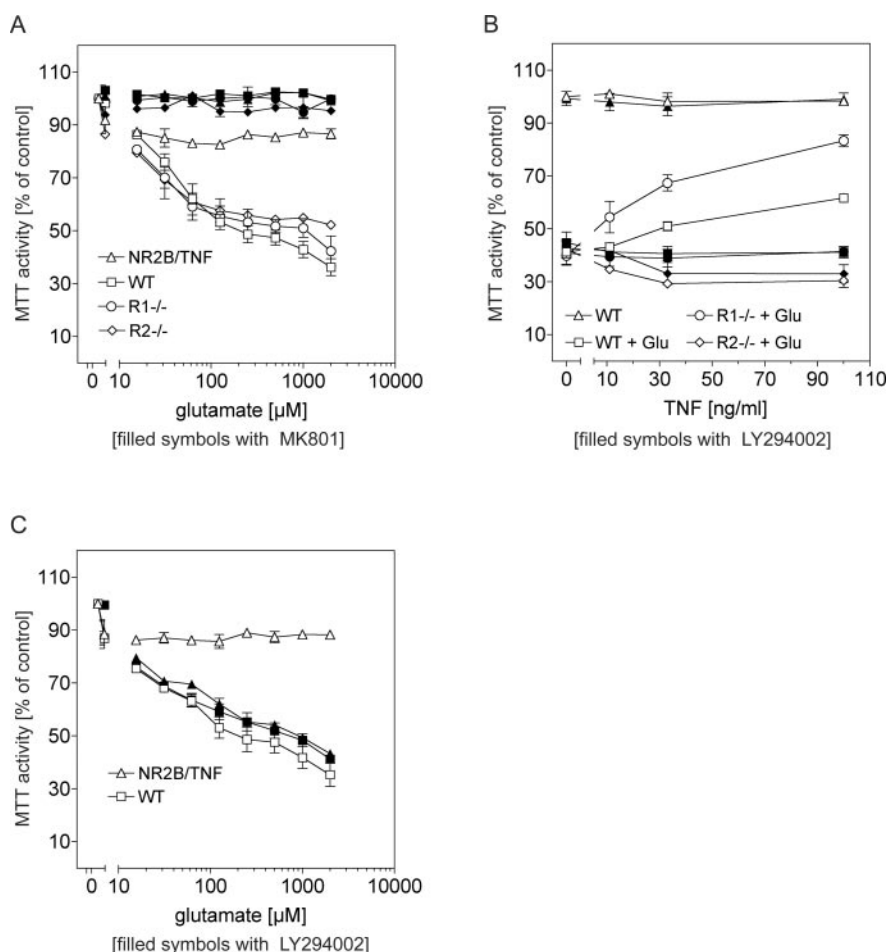 A
MTT activity [% of control]
110
90
70
50
30
10
NR2B/TNF
WT
R1-/-
R2-/-
0 10 100 1000 10000
glutamate [µM]
[filled symbols with MK801]
B
MTT activity [% of control]
110
90
70
50
30
10
WT
WT + Glu
R1-/- + Glu
R2-/- + Glu
0 10 30 50 70 90 110
TNF [ng/ml]
[filled symbols with LY294002]
C
MTT activity [% of control]
110
90
70
50
30
10
NR2B/TNF
WT
0 10 100 1000 10000
glutamate [µM]
[filled symbols with LY294002]